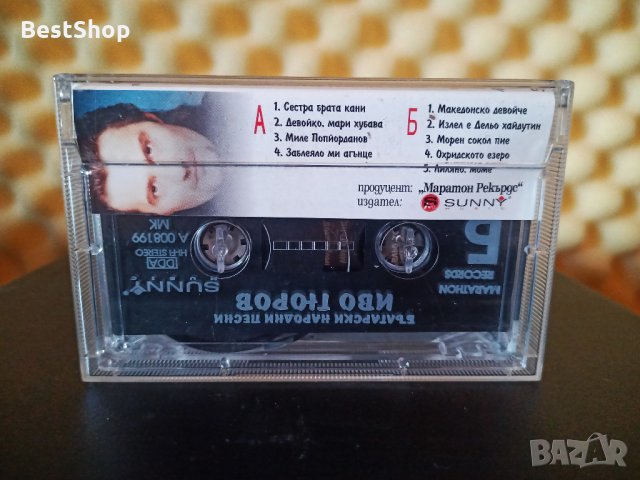 BestShop
А
1. Сестра брата кани
2. Девойко, мари хубава
3. Миле Попйорданов
4. Заблеяло ми агънце
Б
1. Македонско девойче
2. Излел е Дельо хайдутин
3. Морен сокол пие
4. Охридското езеро
5. Лиляно, моме
продуцент: „Маратон Рекърдс“
издател: SUNNY
Б
MARATHON
RECORDS
БЪЛГАРСКИ НАРОДНИ ПЕСНИ
ИВО ГЮРОВ
SUNNY
DDA
HI-FI STEREO
A 008199
MK
BAZAR